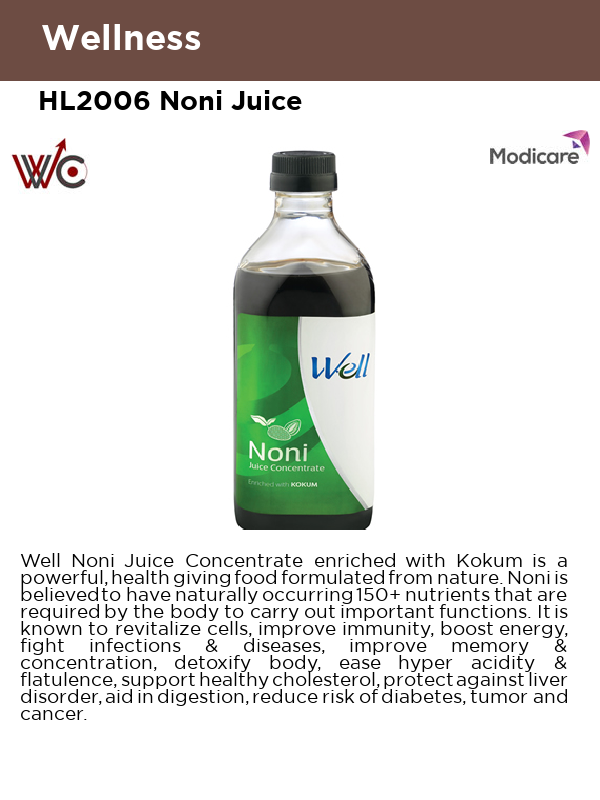 Wellness
HL2006 Noni Juice
WC
Modicare
Well
Noni
Juice Concentrate
Enriched with KOKUM
Well Noni Juice Concentrate enriched with Kokum is a
powerful, health giving food formulated from nature. Noni is
believed to have naturally occurring 150+ nutrients that are
required by the body to carry out important functions. It is
known to revitalize cells, improve immunity, boost energy,
fight infections & diseases, improve memory &
concentration, detoxify body, ease hyper acidity &
flatulence, support healthy cholesterol, protect against liver
disorder, aid in digestion, reduce risk of diabetes, tumor and
cancer.